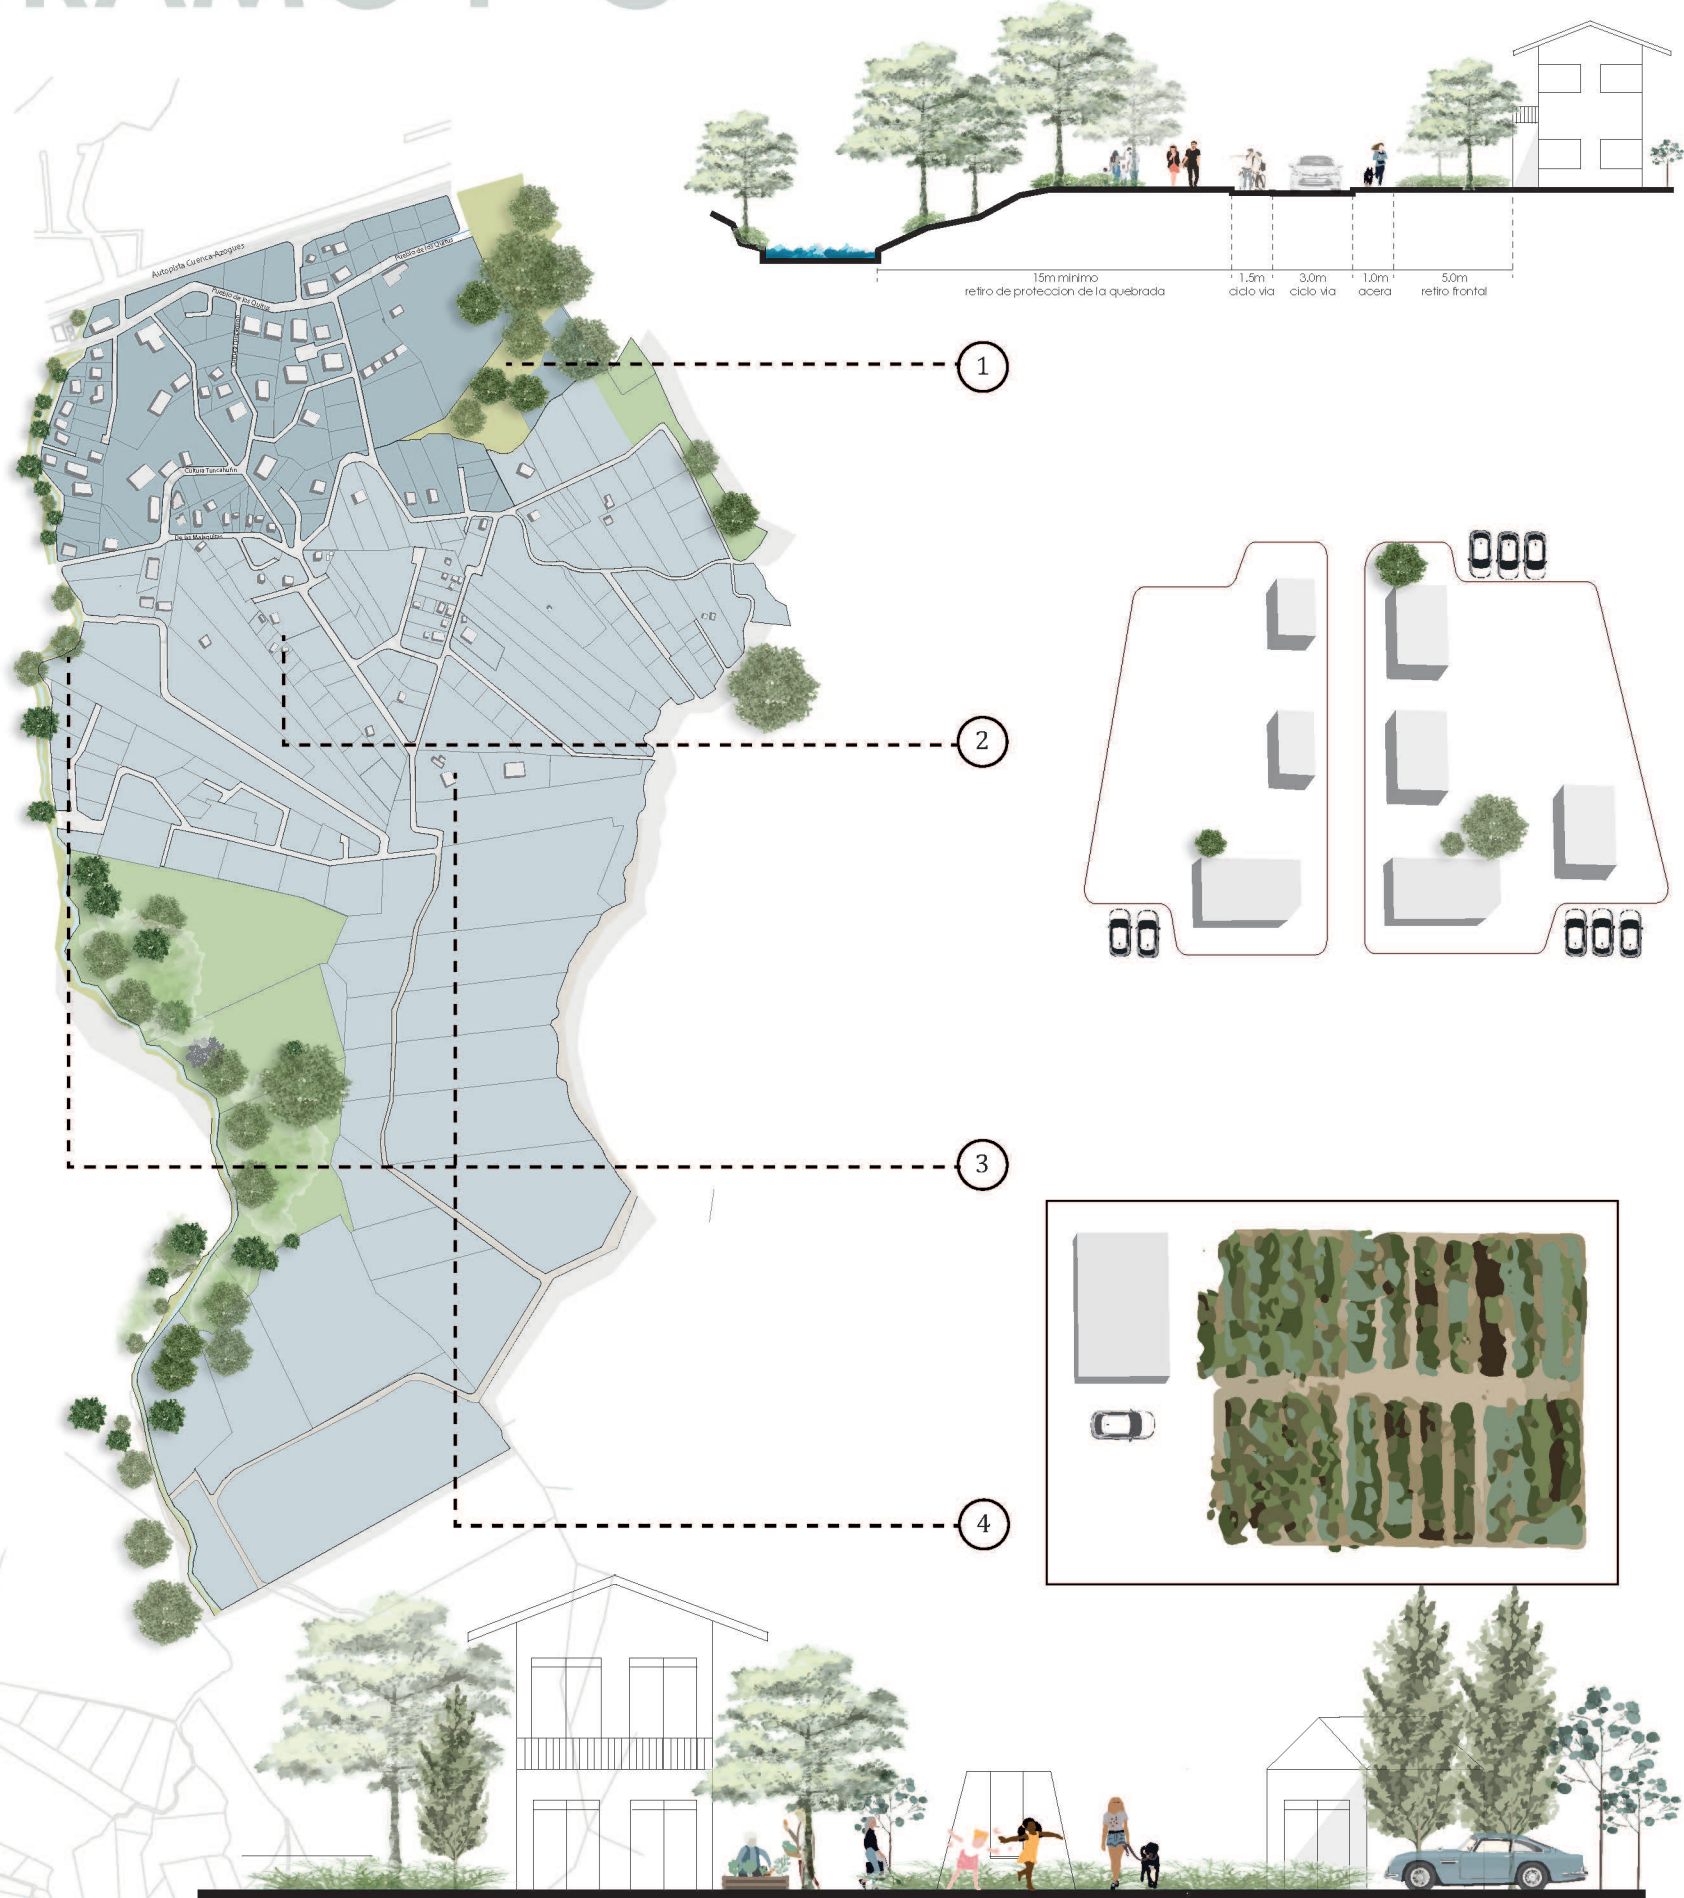 15m minimo
retiro de proteccion de la quebrada
1.5m
ciclo via
3.0m
ciclo via
1.0m
acera
5.0m
retiro frontal
Autopista Cuenca-Azogues
Pueblo de los Quitus
Pueblo de los Quitus
Cultura Tuncahuán
De las Malaquitas
1
2
3
4